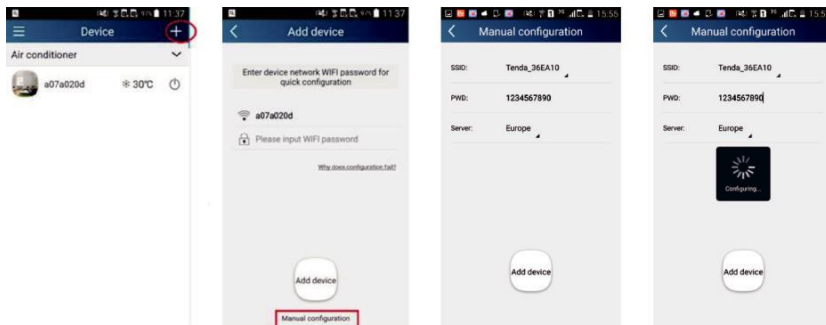 11:37
Device
+
Air conditioner
a07a020d
30℃
11:37
Add device
Enter device network WIFI password for
quick configuration
a07a020d
Please input WIFI password
Why does configuration fail?
Add device
Manual configuration
15:55
Manual configuration
SSID: Tenda_36EA10
PWD: 1234567890
Server: Europe
Add device
Manual configuration
SSID: Tenda_36EA10
PWD: 1234567890
Server: Europe
Configuring...
Add device